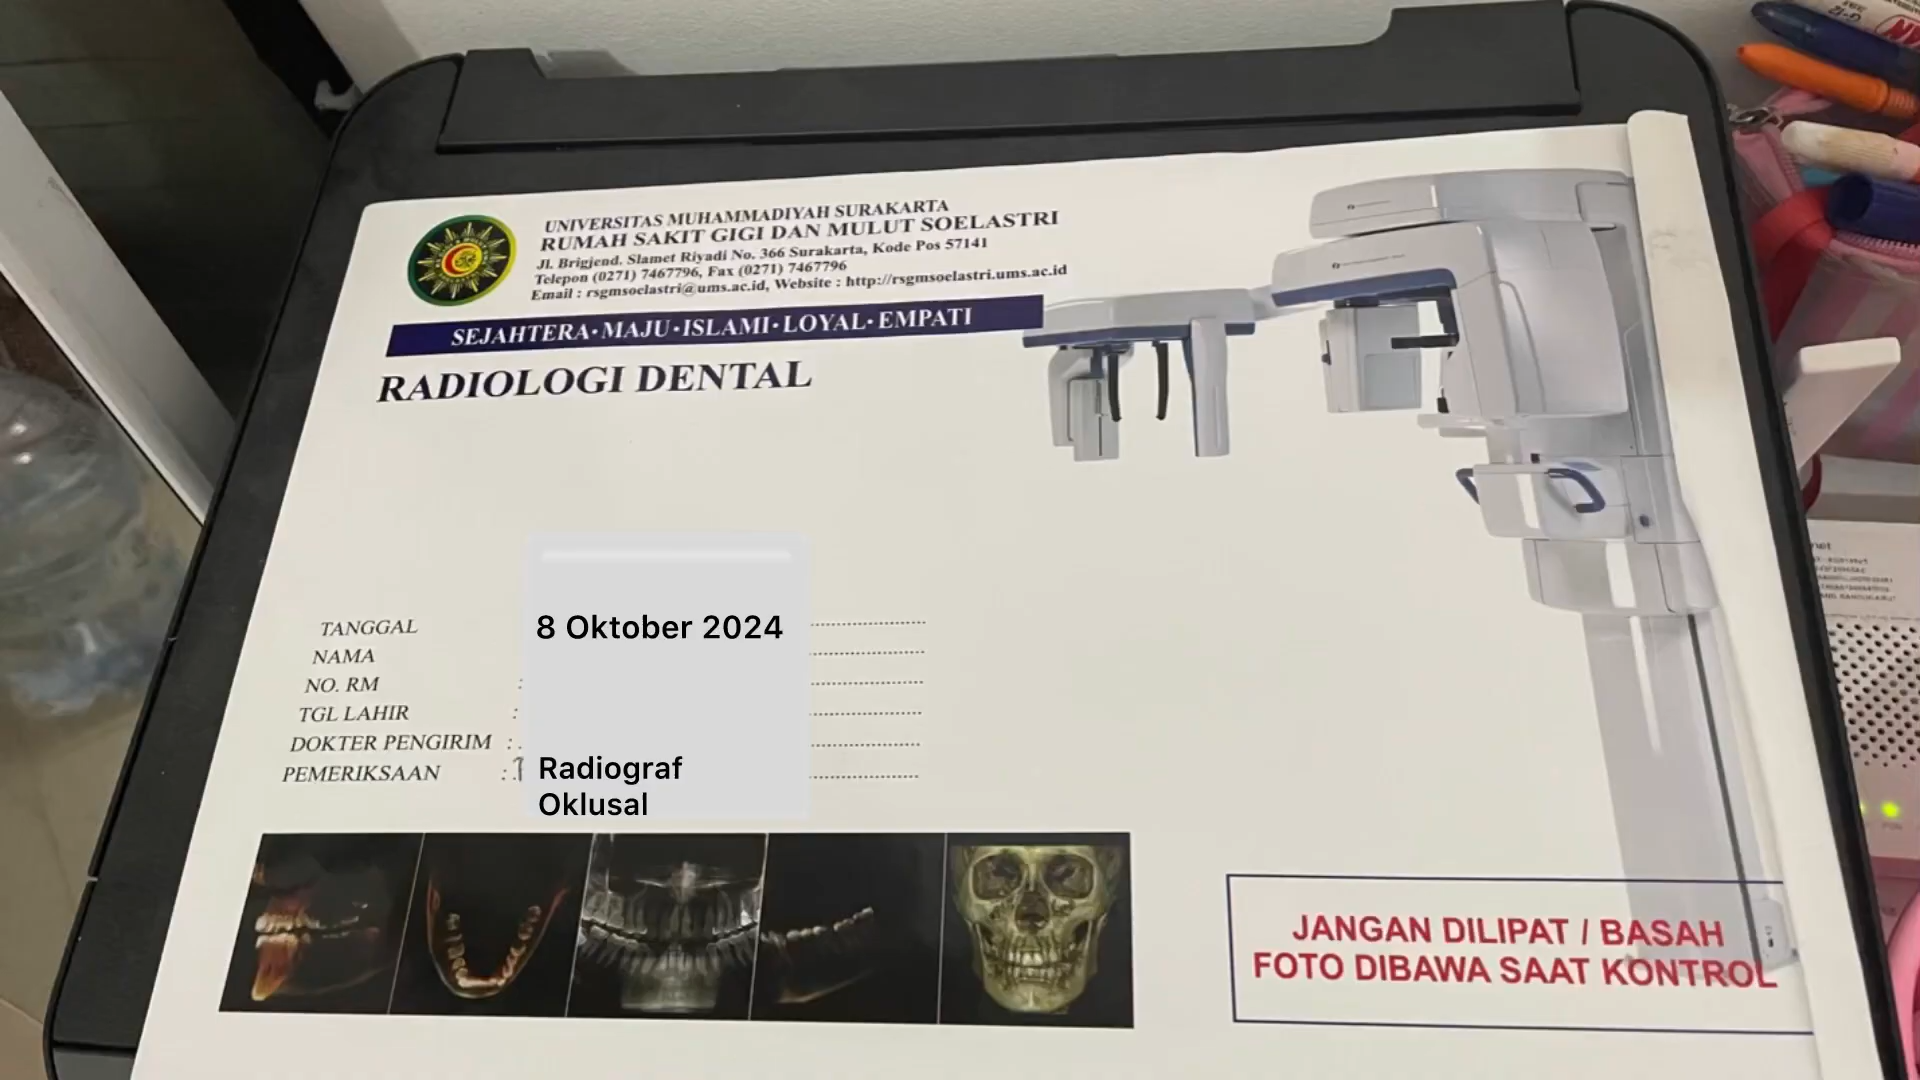 UNIVERSITAS MUHAMMADIYAH SURAKARTA
RUMAH SAKIT GIGI DAN MULUT SOELASTRI
Jl. Brigjend. Slamet Riyadi No. 366 Surakarta, Kode Pos 57141
Telepon (0271) 7467796, Fax (0271) 7467796
Email : rsgmsoelastri@ums.ac.id, Website : http://rsgmsoelastri.ums.ac.id
SEJAHTERA•MAJU•ISLAMI•LOYAL•EMPATI
RADIOLOGI DENTAL
TANGGAL 8 Oktober 2024
NAMA
NO. RM :
TGL LAHIR :
DOKTER PENGIRIM :
PEMERIKSAAN : Radiograf
Oklusal
JANGAN DILIPAT / BASAH
FOTO DIBAWA SAAT KONTROL